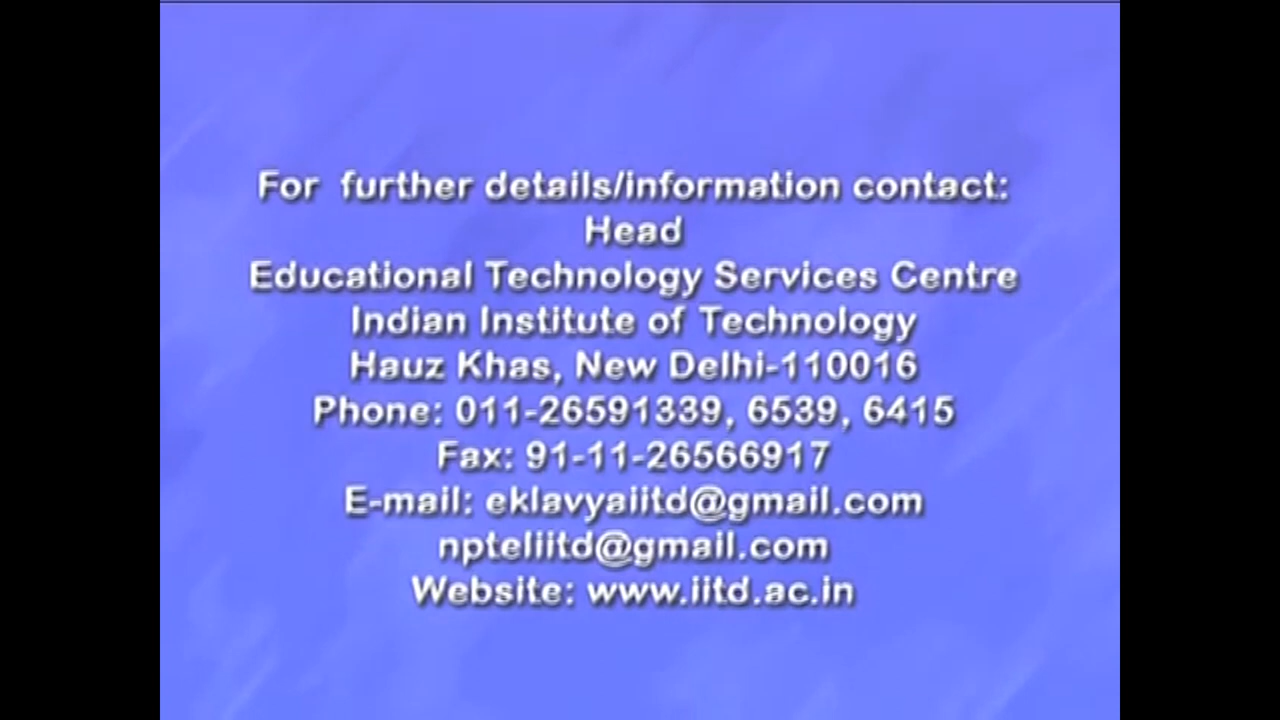 For further details/information contact:
Head
Educational Technology Services Centre
Indian Institute of Technology
Hauz Khas, New Delhi-110016
Phone: 011-26591339, 6539, 6415
Fax: 91-11-26566917
E-mail: eklavyaiitd@gmail.com
npteliitd@gmail.com
Website: www.iitd.ac.in